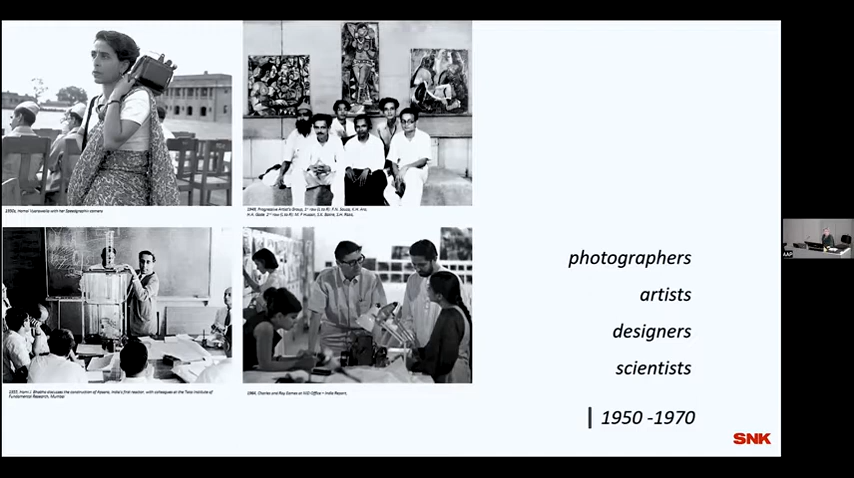 1950s, Homai Vyarawalla with her Speedgraphic camera
1948. Progressive Artist's Group, 1st row (L to R): F.N. Souza, K.H. Ara,
H.A. Gade. 2nd row (L to R): M. F Husain, S.K. Bakre, S.H. Raza,
1955, Homi J. Bhabha discusses the construction of Apsara, India's first reactor, with colleagues at the Tata Institute of
Fundamental Research, Mumbai
Charles and Ray Eames at NID Office – India Report,
photographers
artists
designers
scientists
1950 -1970
SNK
AAP